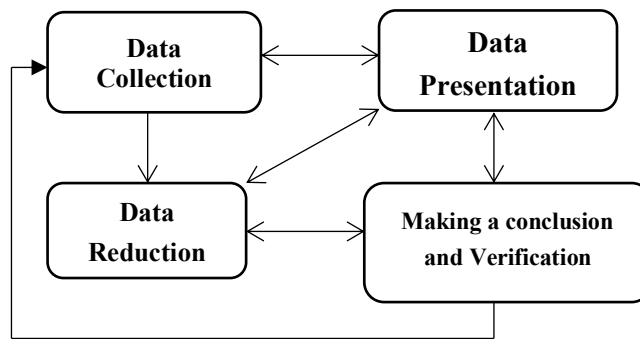 Data
Collection
Data
Presentation
Data
Reduction
Making a conclusion
and Verification